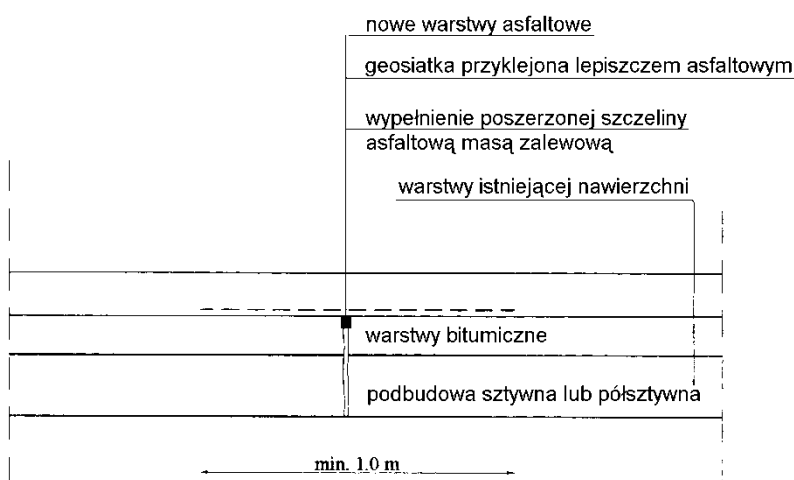 nowe warstwy asfaltowe
geosiatka przyklejona lepiszczem asfaltowym
wypełnienie poszerzonej szczeliny
asfaltową masą zalewową
warstwy istniejącej nawierzchni
warstwy bitumiczne
podbudowa sztywna lub półsztywna
min. 1.0 m